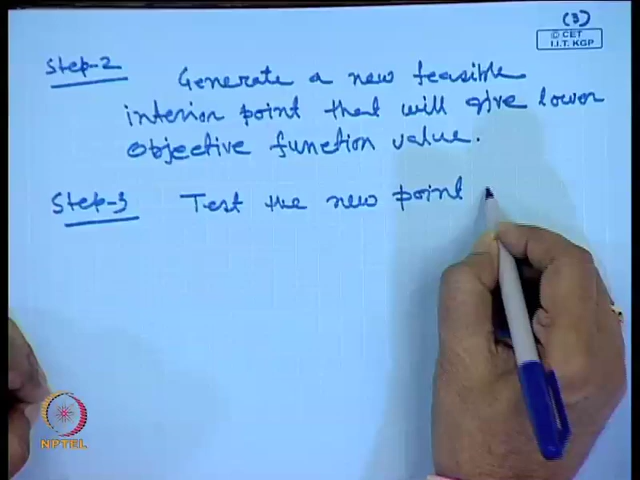 (3)
© CET
I.I.T. KGP
Step-2 Generate a new feasible
interior point that will give lower
objective function value.
Step-3 Test the new point
NPTEL